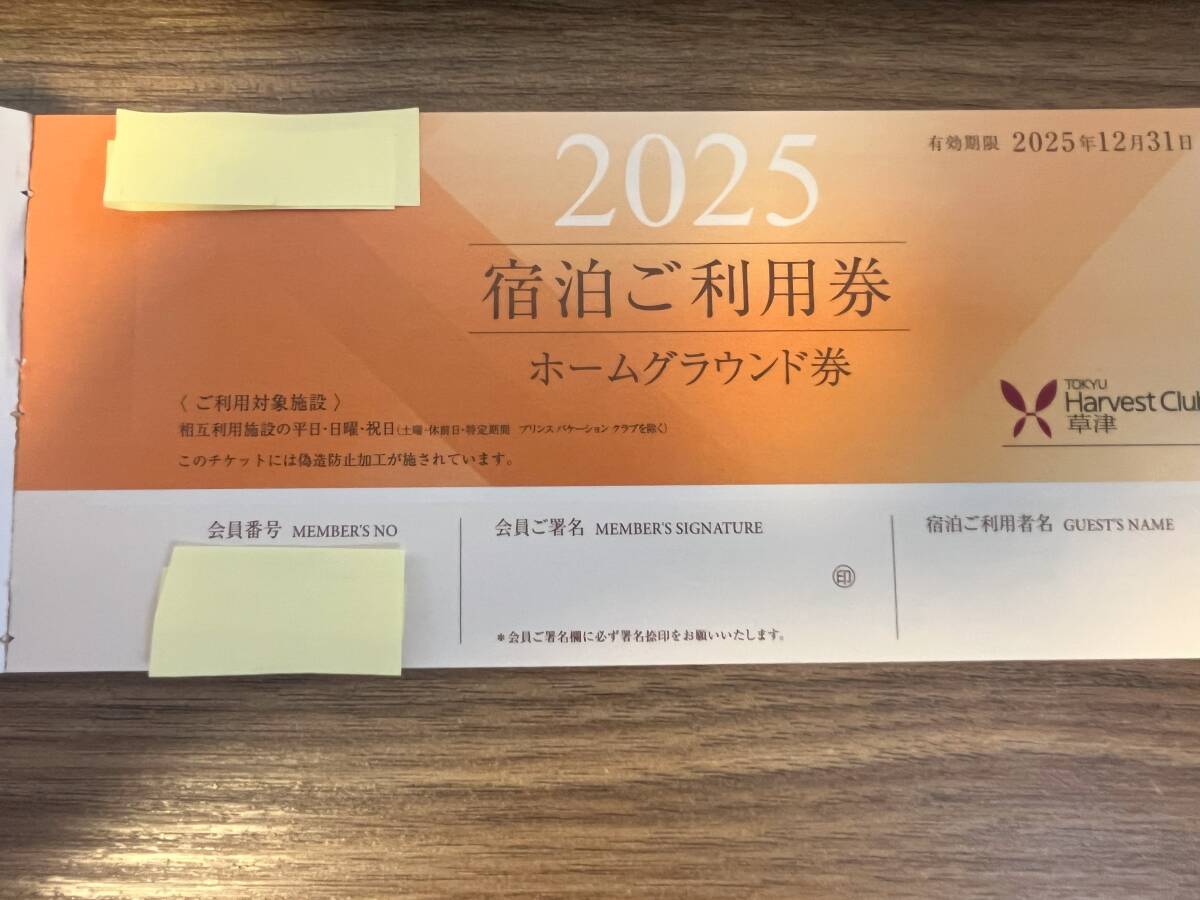 2025
有効期限 2025年12月31日
宿泊ご利用券
ホームグラウンド券
〈 ご利用対象施設 〉
相互利用施設の平日・日曜・祝日(土曜・休前日・特定期間 プリンス バケーション クラブを除く)
このチケットには偽造防止加工が施されています。
TOKYU
Harvest Club
草津
会員番号 MEMBER'S NO
会員ご署名 MEMBER'S SIGNATURE
印
*会員ご署名欄に必ず署名捺印をお願いいたします。
宿泊ご利用者名 GUEST'S NAME